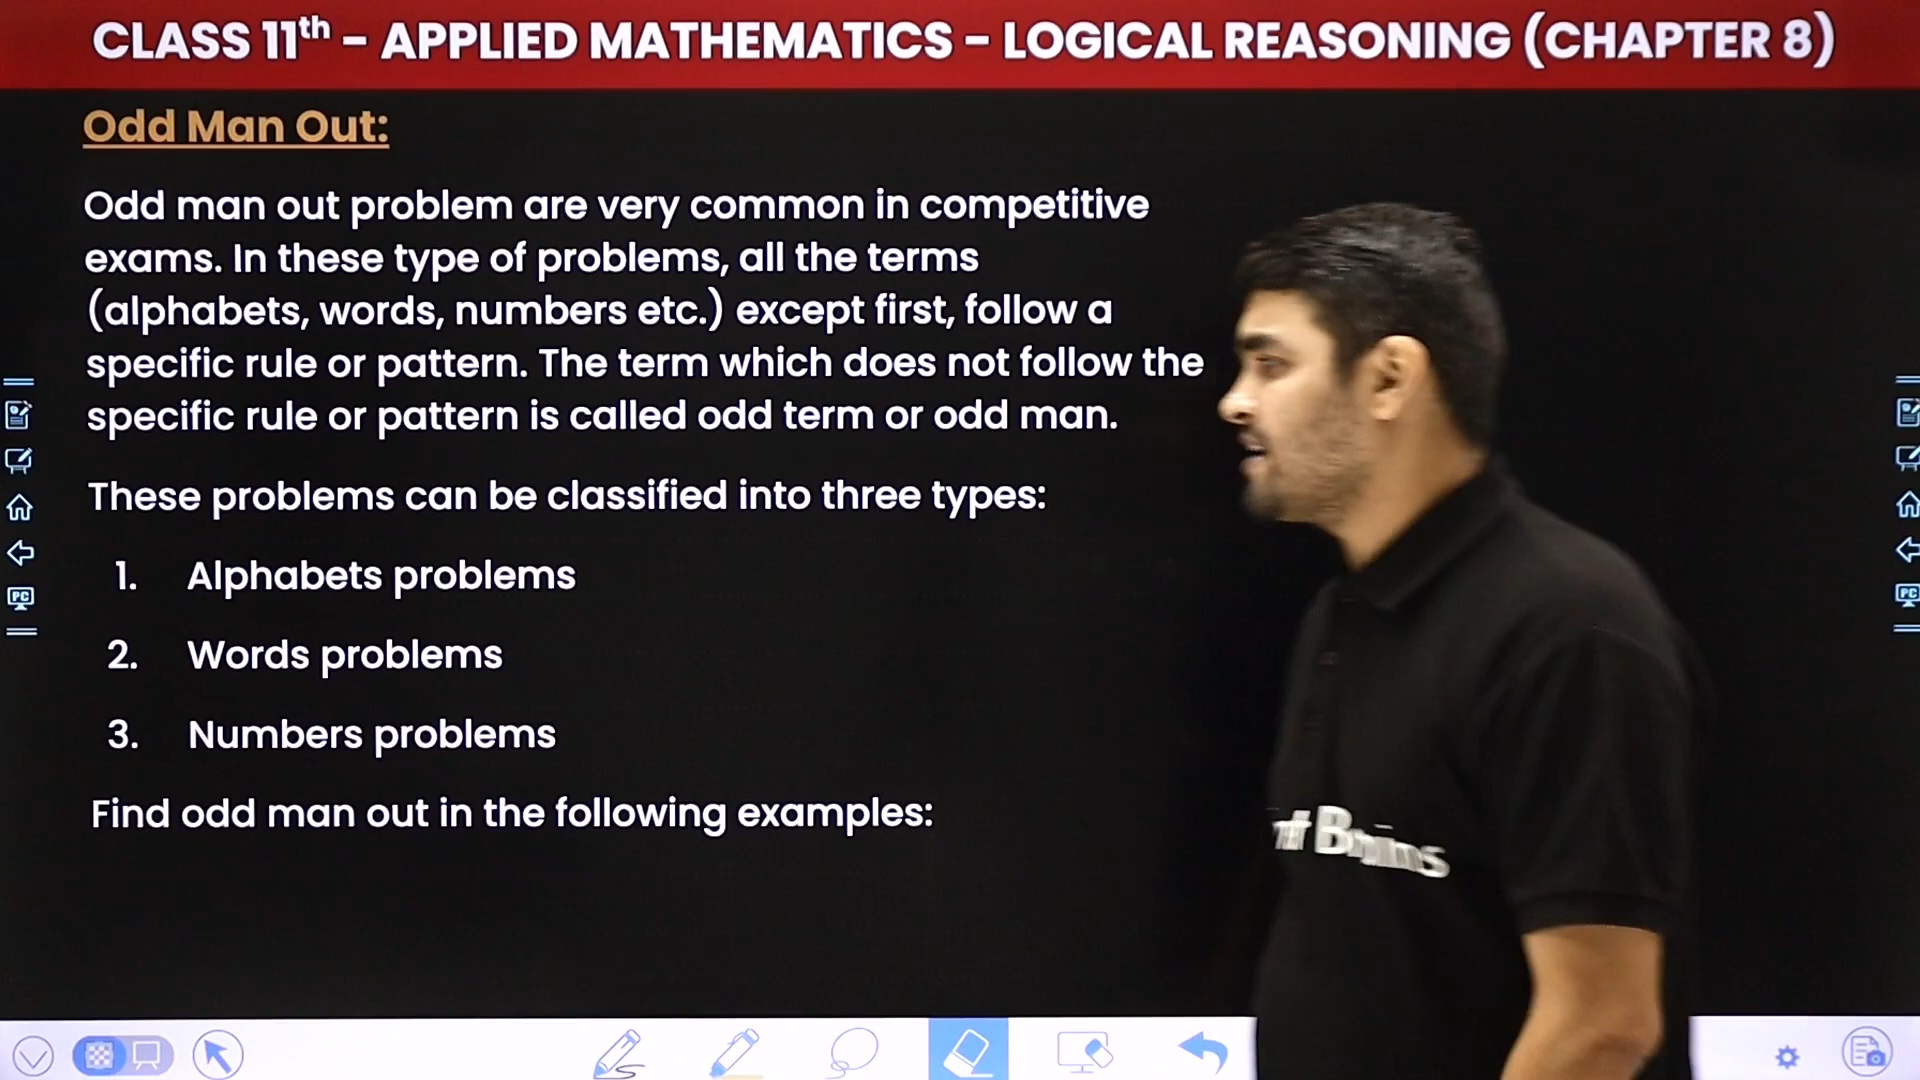 CLASS 11th - APPLIED MATHEMATICS - LOGICAL REASONING (CHAPTER 8)
Odd Man Out:
Odd man out problem are very common in competitive
exams. In these type of problems, all the terms
(alphabets, words, numbers etc.) except first, follow a
specific rule or pattern. The term which does not follow the
specific rule or pattern is called odd term or odd man.
These problems can be classified into three types:
1. Alphabets problems
2. Words problems
3. Numbers problems
Find odd man out in the following examples:
PC
PC